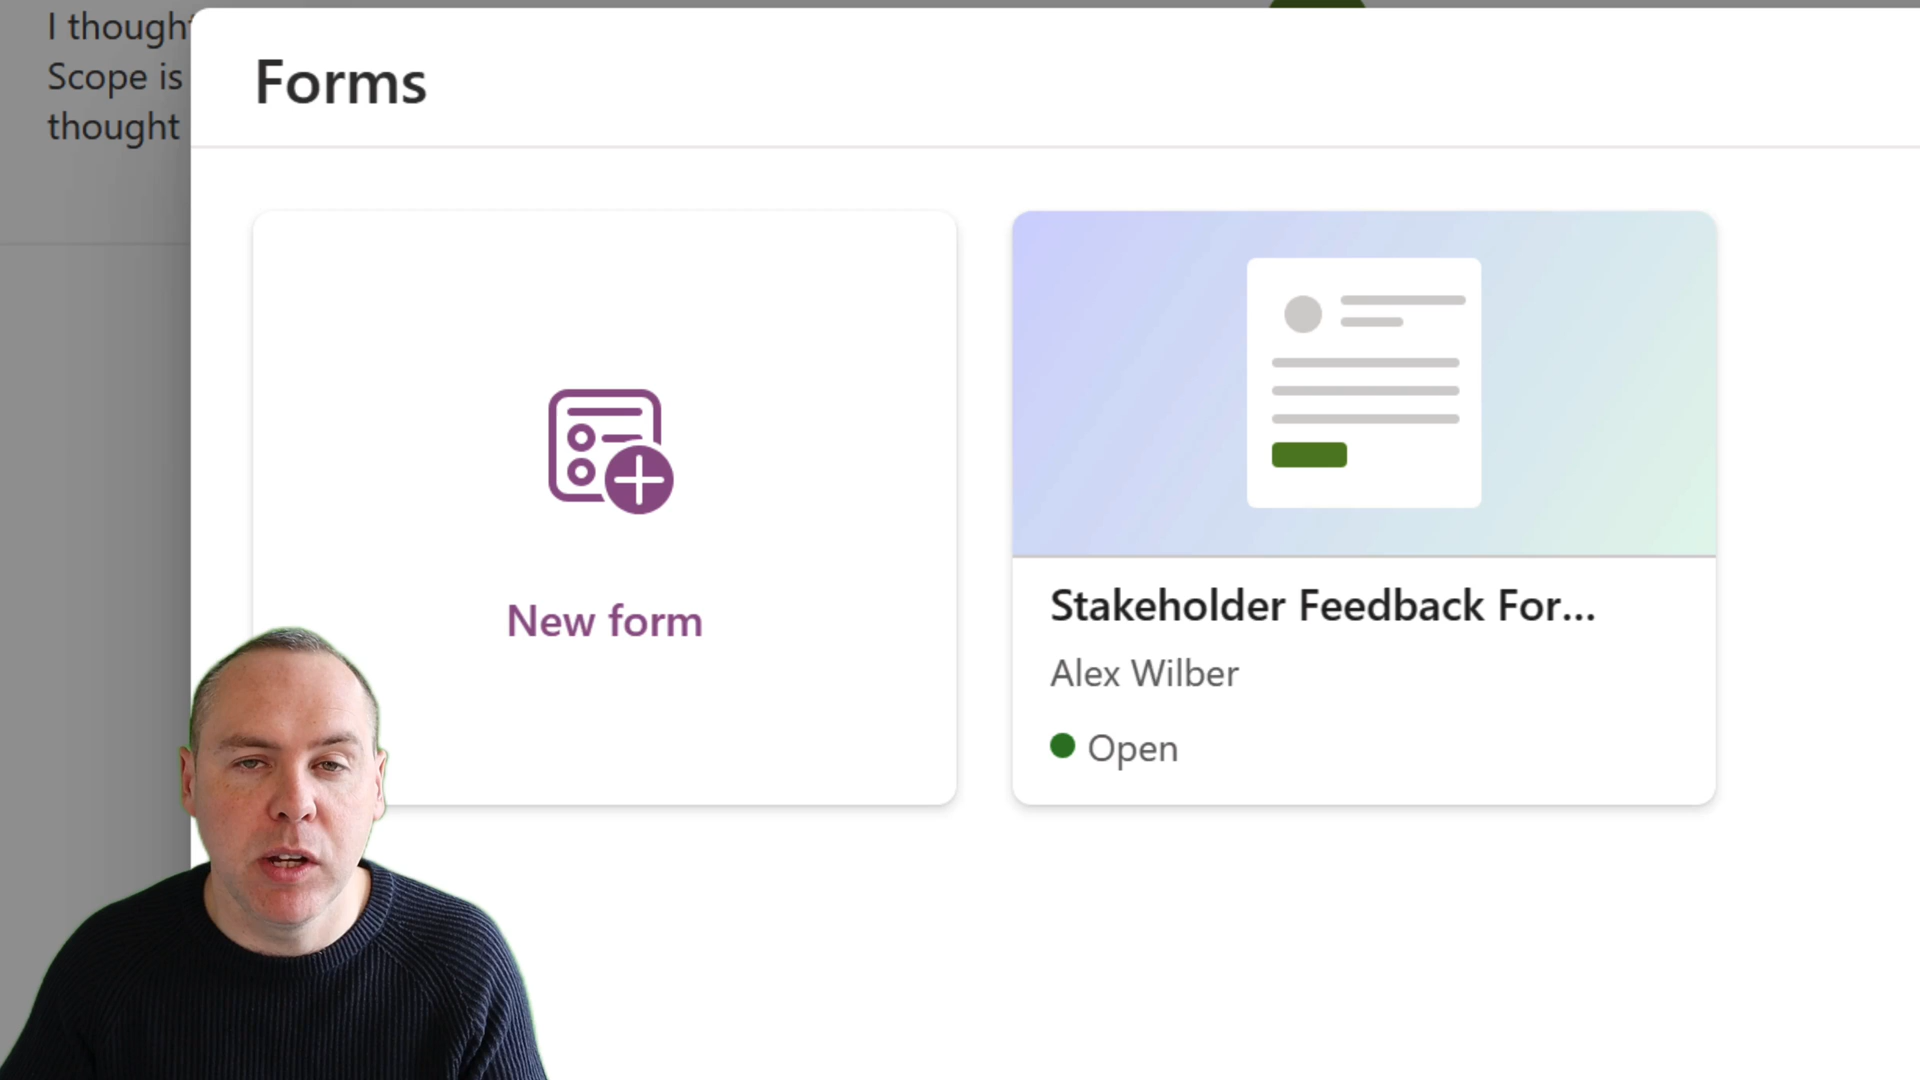 I thought
Scope is
thought
Forms
New form
Stakeholder Feedback For...
Alex Wilber
Open